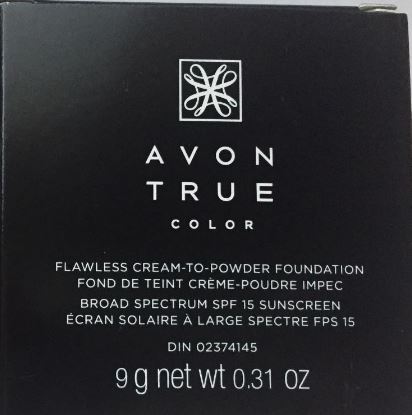 AVON
TRUE
COLOR
FLAWLESS CREAM-TO-POWDER FOUNDATION
FOND DE TEINT CRÈME-POUDRE IMPEC
BROAD SPECTRUM SPF 15 SUNSCREEN
ÉCRAN SOLAIRE À LARGE SPECTRE FPS 15
DIN 02374145
9 g net wt 0.31 OZ